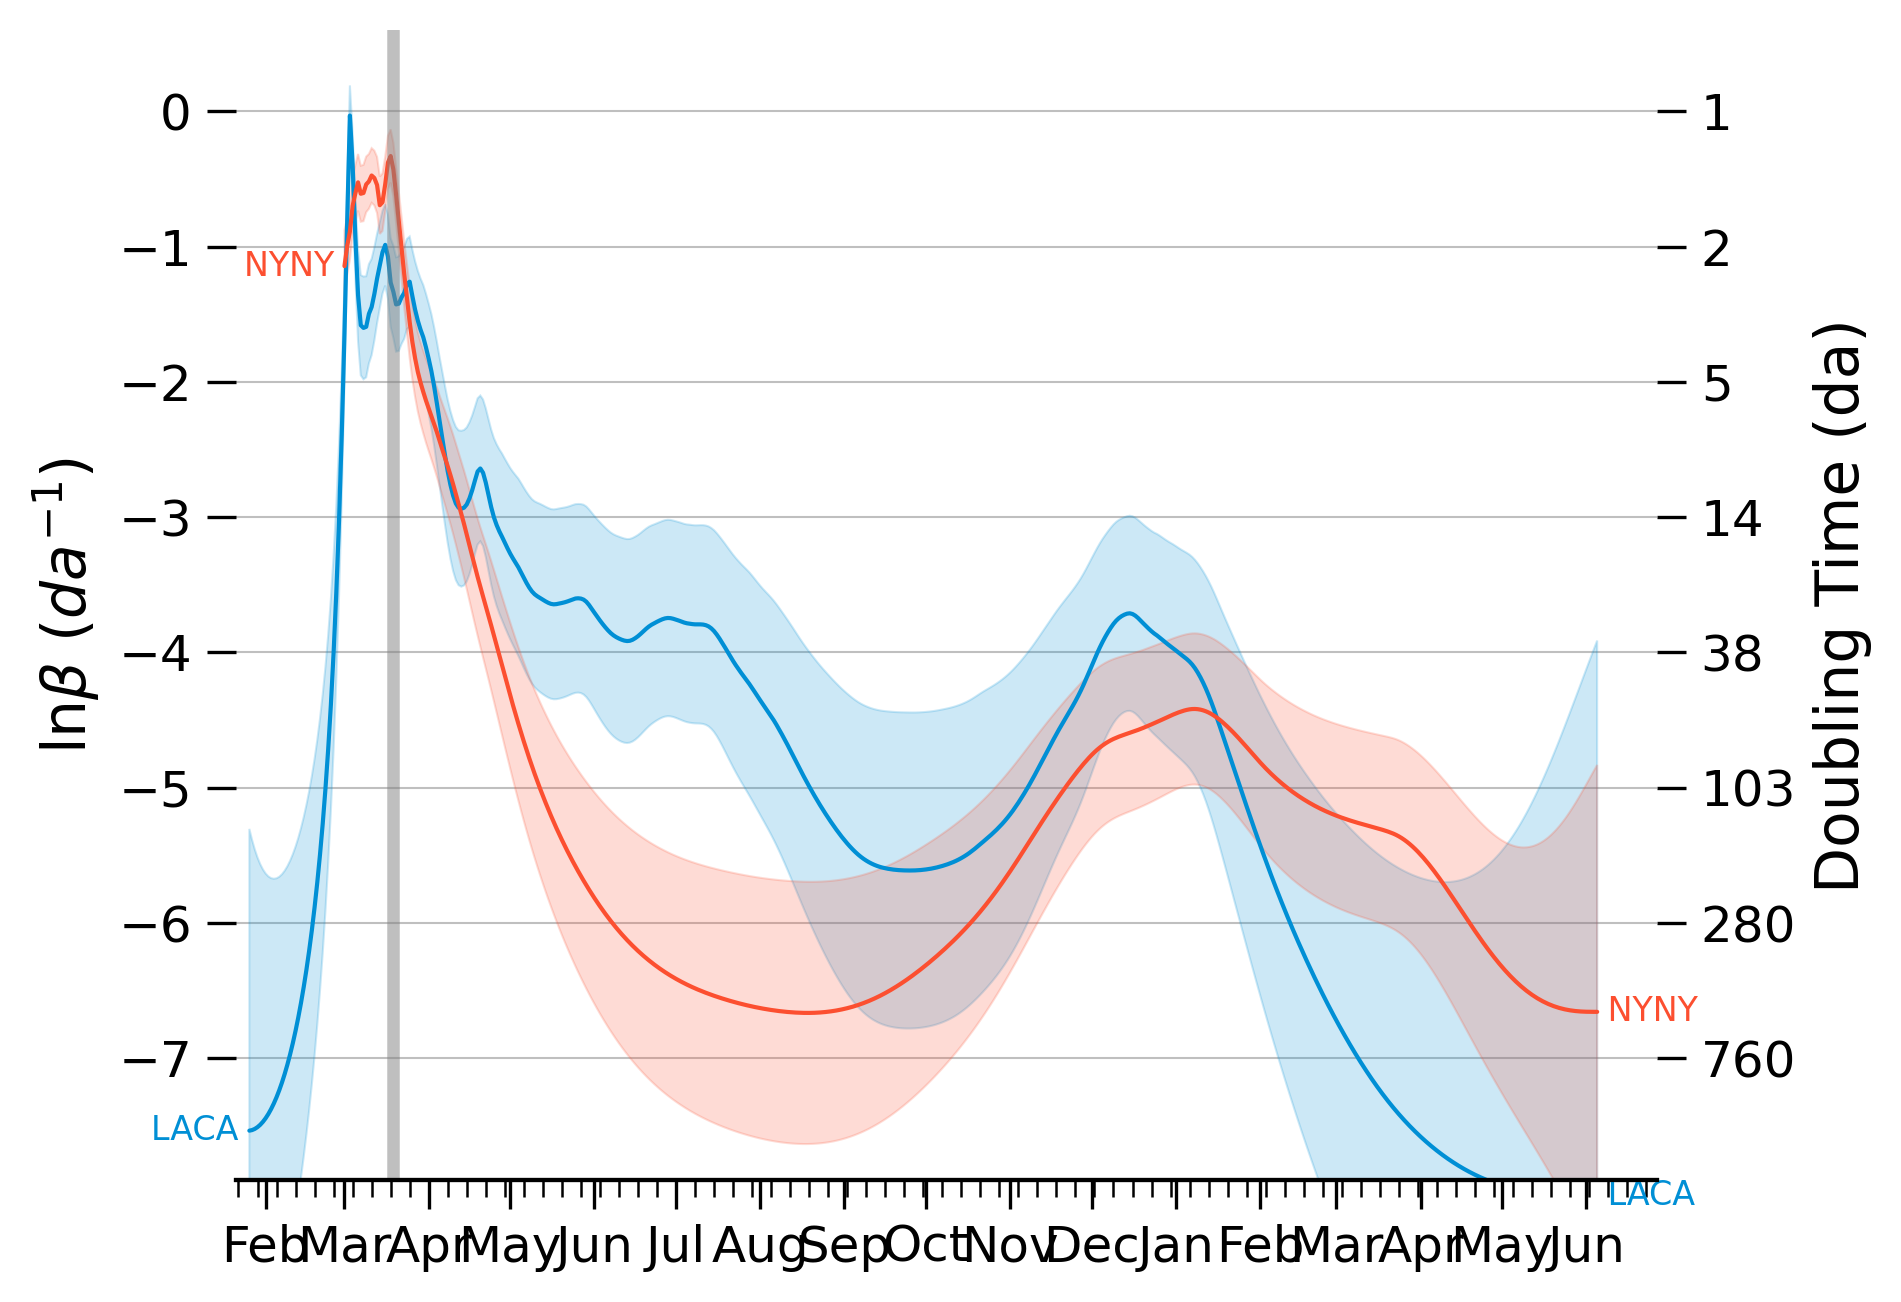 0
−1
−2
−3
−4
−5
−6
−7
lnβ (da⁻¹)
1
2
5
14
38
103
280
760
Doubling Time (da)
NYNY
LACA
NYNY
LACA
Feb Mar Apr May Jun Jul Aug Sep Oct Nov Dec Jan Feb Mar Apr May Jun